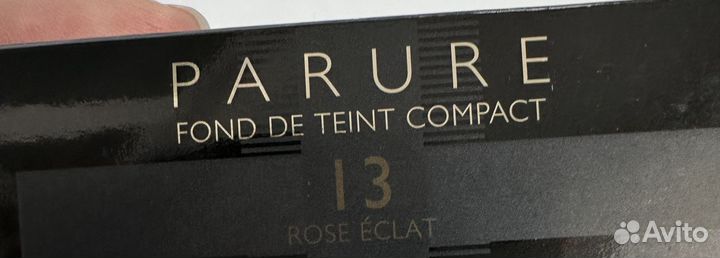 PARURE
FOND DE TEINT COMPACT
13
ROSE ÉCLAT
Avito